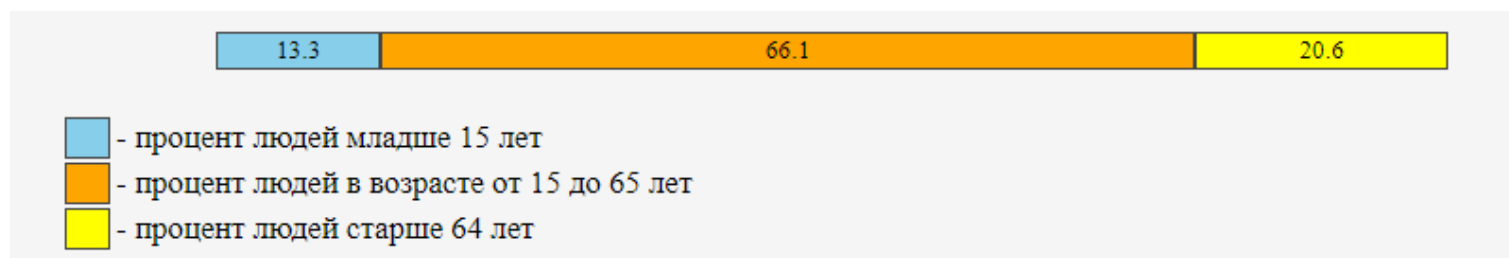 13.3 66.1 20.6
- процент людей младше 15 лет
- процент людей в возрасте от 15 до 65 лет
- процент людей старше 64 лет